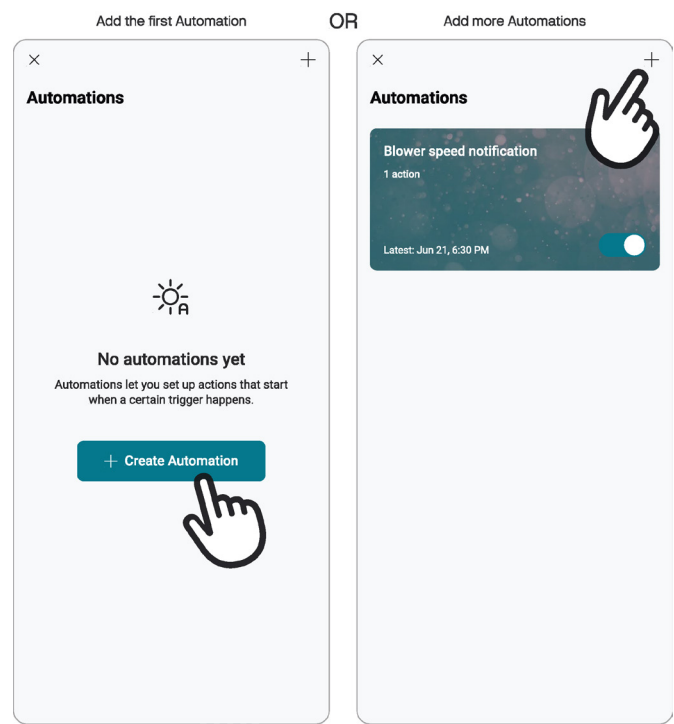 Add the first Automation
OR
Add more Automations
Automations
No automations yet
Automations let you set up actions that start
when a certain trigger happens.
+ Create Automation
Automations
Blower speed notification
1 action
Latest: Jun 21, 6:30 PM